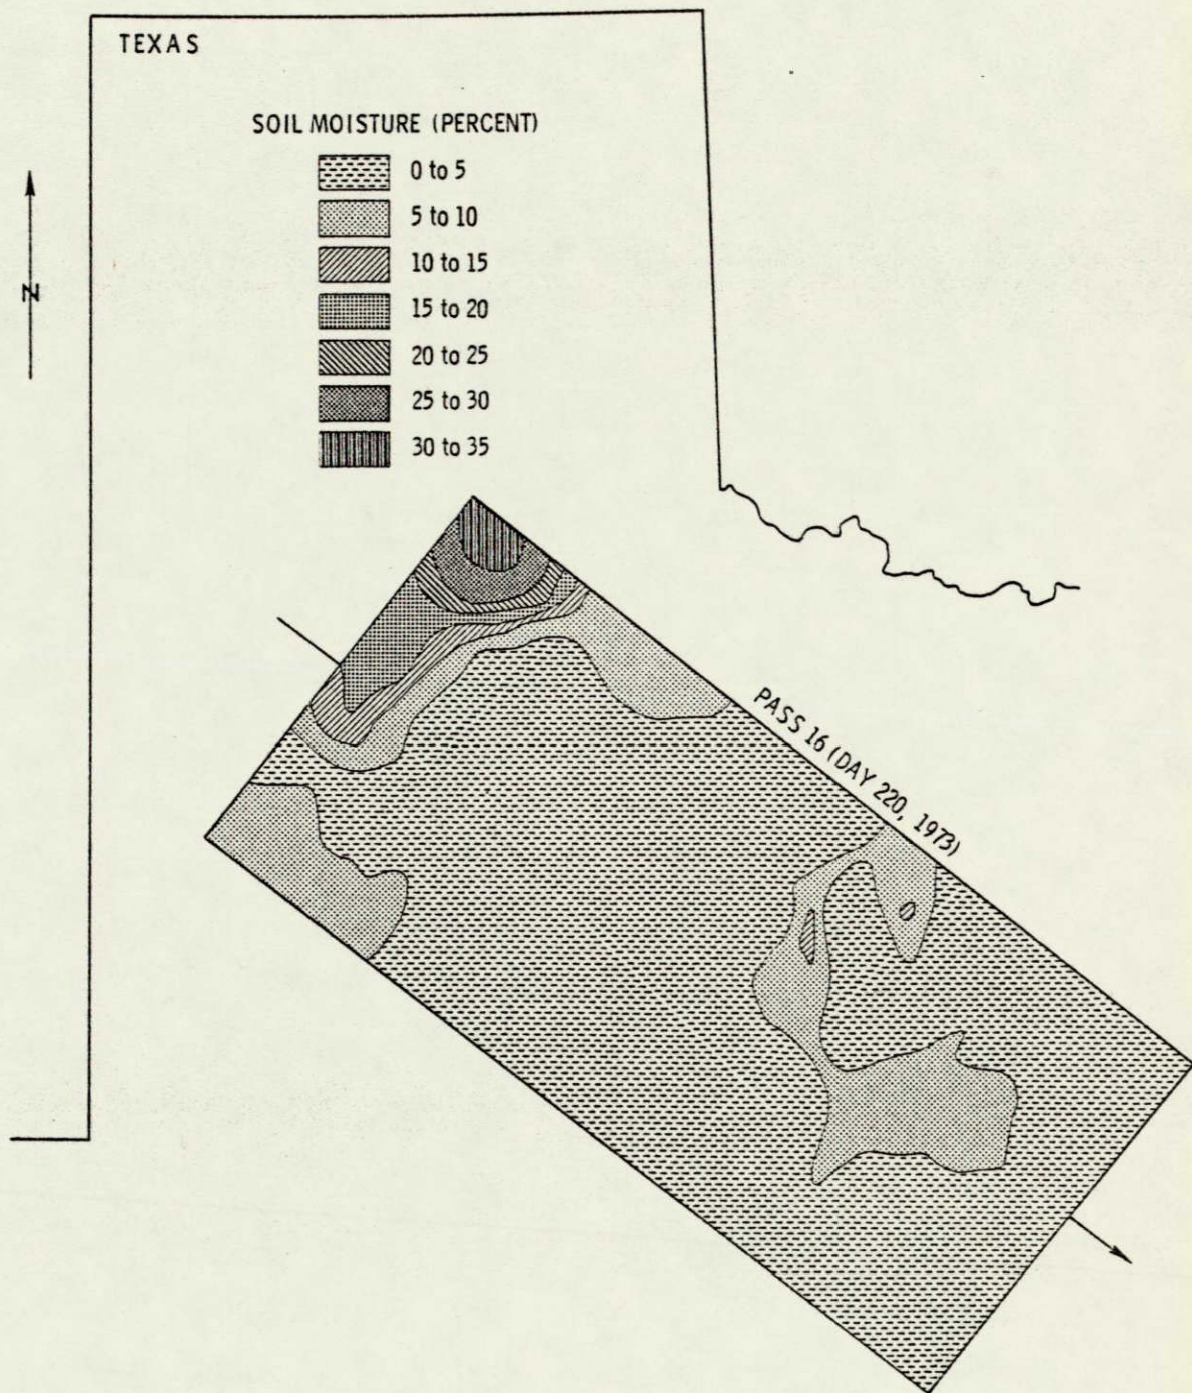 TEXAS
SOIL MOISTURE (PERCENT)
0 to 5
5 to 10
10 to 15
15 to 20
20 to 25
25 to 30
30 to 35
N
PASS 16 (DAY 220, 1973)